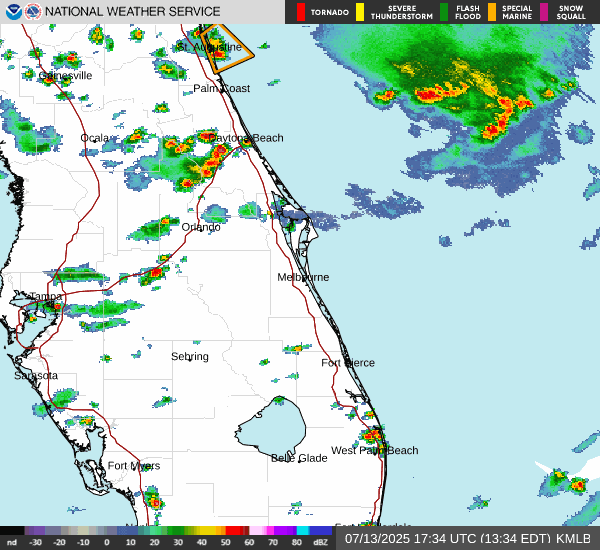 NATIONAL WEATHER SERVICE
TORNADO
SEVERE
THUNDERSTORM
FLASH
FLOOD
SPECIAL
MARINE
SNOW
SQUALL
St. Augustine
Gainesville
Palm Coast
Ocala
Daytona Beach
Orlando
Melbourne
Tampa
Sebring
Fort Pierce
Sarasota
West Palm Beach
Belle Glade
Fort Myers
nd -30 -20 -10 0 10 20 30 40 50 60 70 80 dBZ
07/13/2025 17:34 UTC (13:34 EDT) KMLB